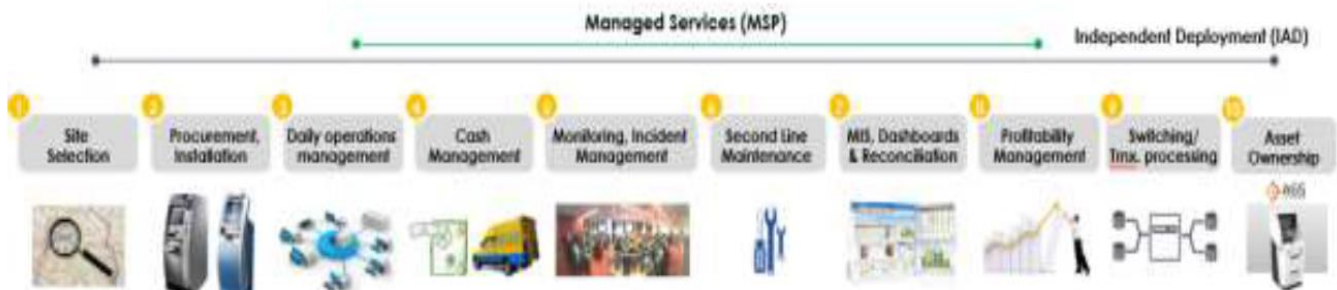 Managed Services (MSP)
Independent Deployment (IAD)
1
2
3
4
5
6
7
8
9
10
Site
Selection
Procurement,
Installation
Daily operations
management
Cash
Management
Monitoring, Incident
Management
Second Line
Maintenance
MIS, Dashboards
& Reconciliation
Profitability
Management
Switching/
Trnx. processing
Asset
Ownership
AGS